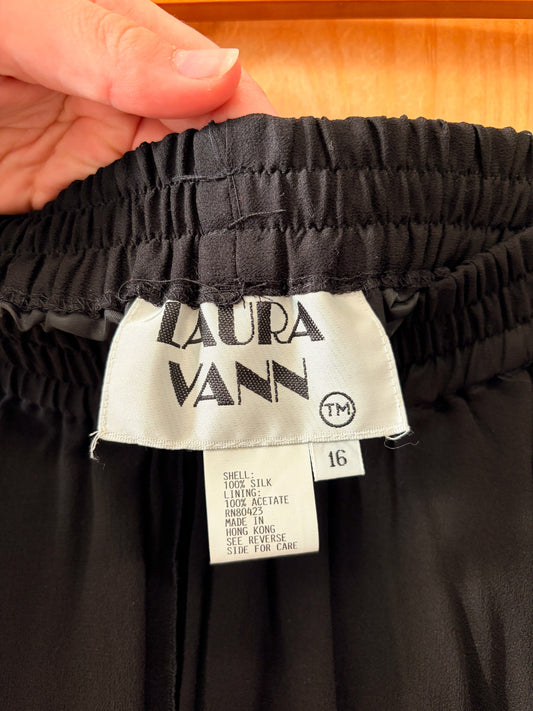 LAURA
VANN
TM
16
SHELL:
100% SILK
LINING:
100% ACETATE
RN80423
MADE IN
HONG KONG
SEE REVERSE
SIDE FOR CARE